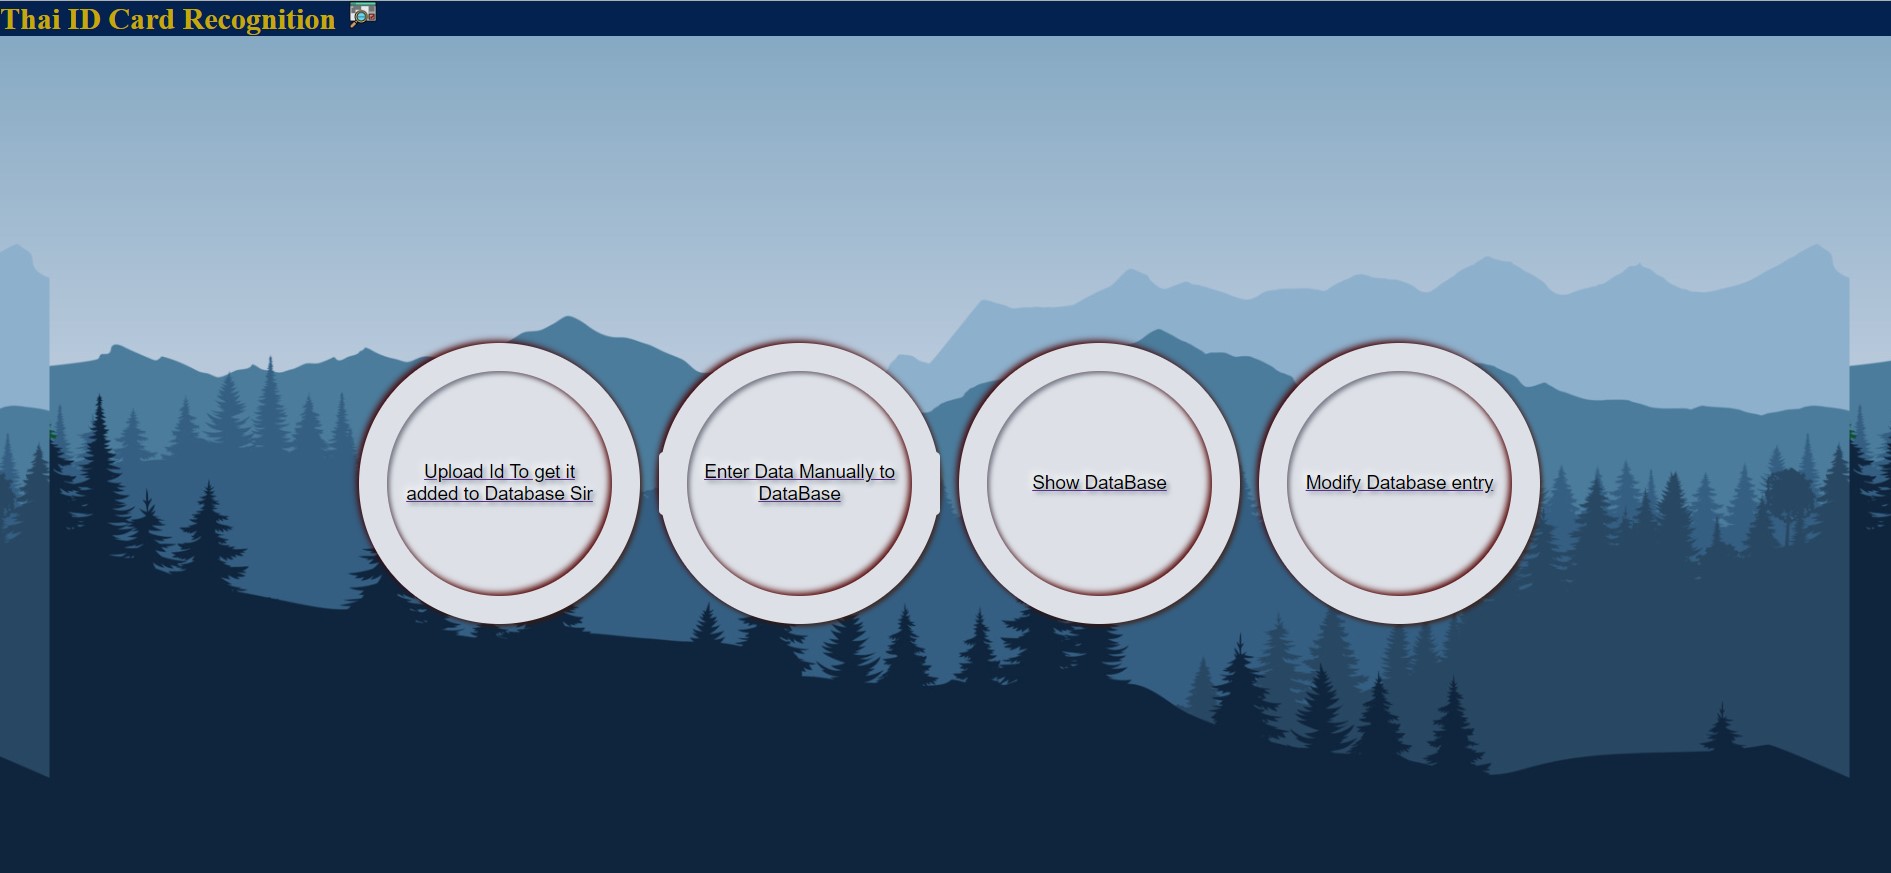 Thai ID Card Recognition
Upload Id To get it
added to Database Sir
Enter Data Manually to
DataBase
Show DataBase
Modify Database entry